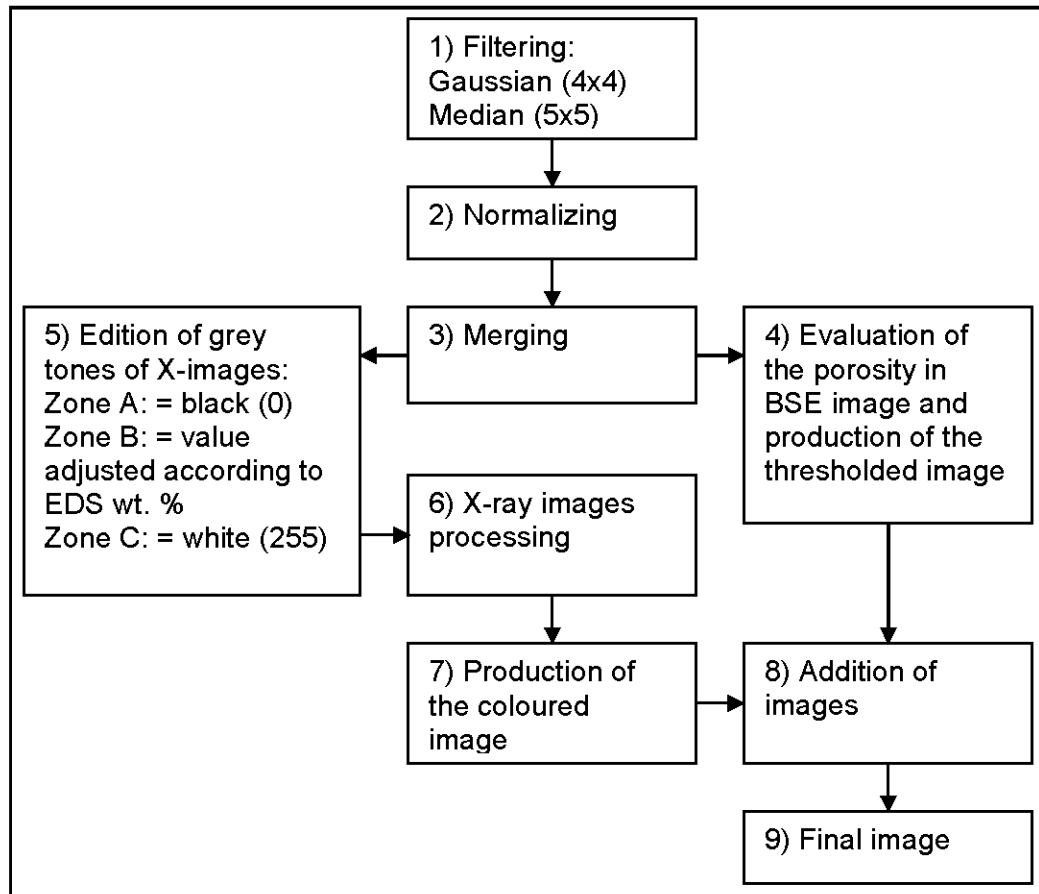 1) Filtering:
Gaussian (4x4)
Median (5x5)
2) Normalizing
3) Merging
4) Evaluation of
the porosity in
BSE image and
production of the
thresholded image
5) Edition of grey
tones of X-images:
Zone A: = black (0)
Zone B: = value
adjusted according to
EDS wt. %
Zone C: = white (255)
6) X-ray images
processing
7) Production of
the coloured
image
8) Addition of
images
9) Final image